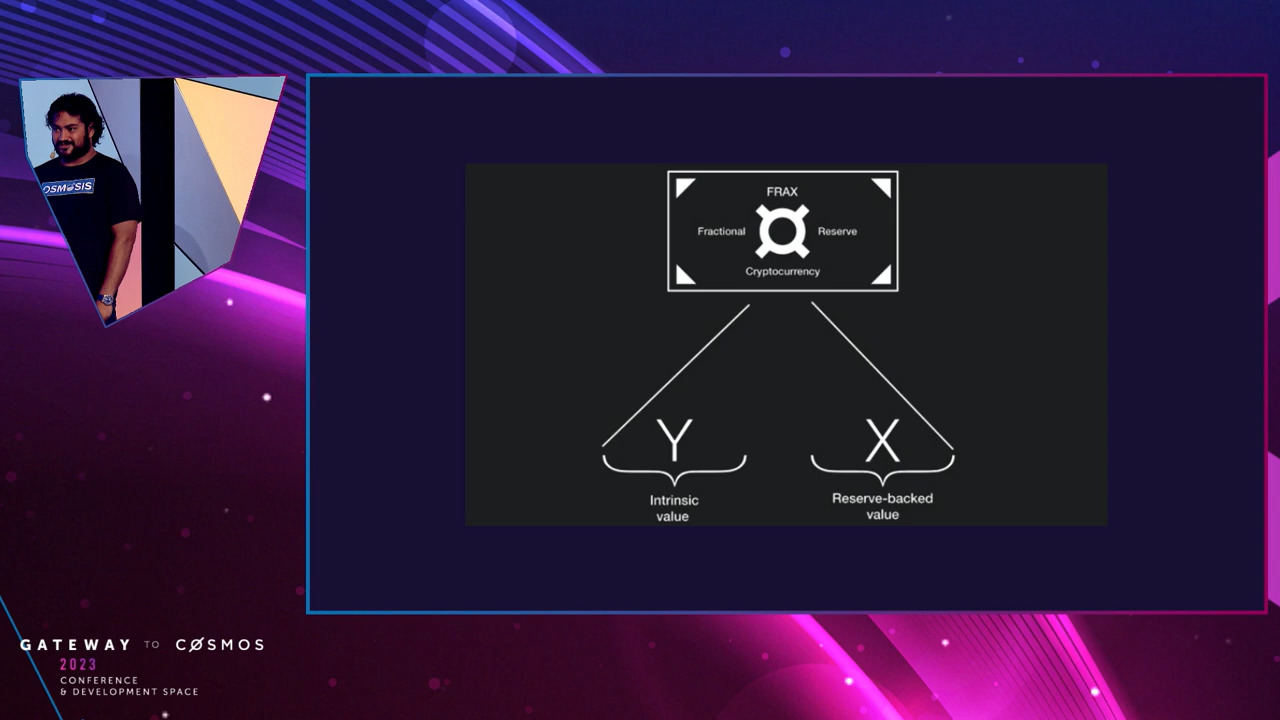 OSMOSIS
FRAX
Fractional Reserve
Cryptocurrency
Y X
Intrinsic
value
Reserve-backed
value
GATEWAY TO COSMOS
2023
CONFERENCE
& DEVELOPMENT SPACE